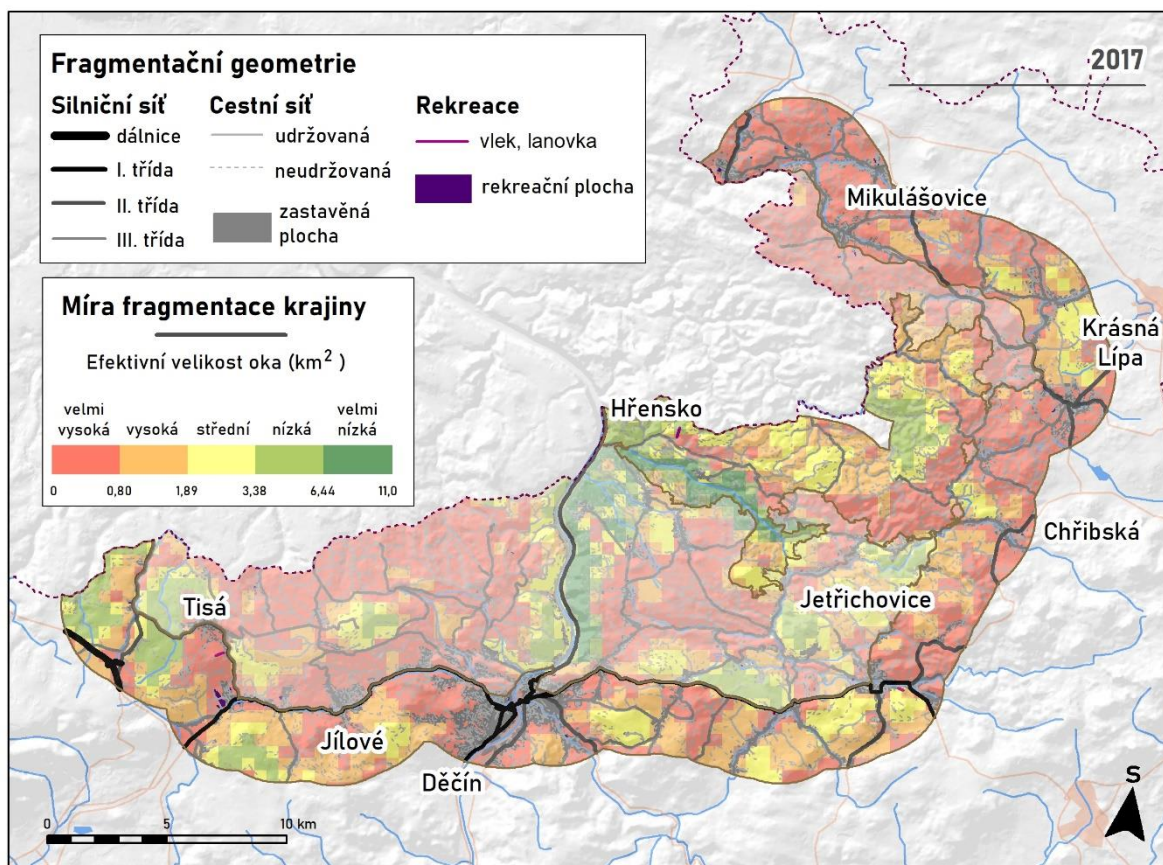 2017
Fragmentační geometrie
Silniční síť
dálnice
I. třída
II. třída
III. třída
Cestní síť
udržovaná
neudržovaná
zastavěná
plocha
Rekreace
vlek, lanovka
rekreační plocha
Míra fragmentace krajiny
Efektivní velikost oka (km²)
velmi vysoká
vysoká
střední
nízká
velmi nízká
0 0,80 1,89 3,38 6,44 11,0
Mikulášovice
Krásná
Lípa
Hřensko
Chřibská
Tisá
Jetřichovice
Jílové
Děčín
S
0 5 10 km